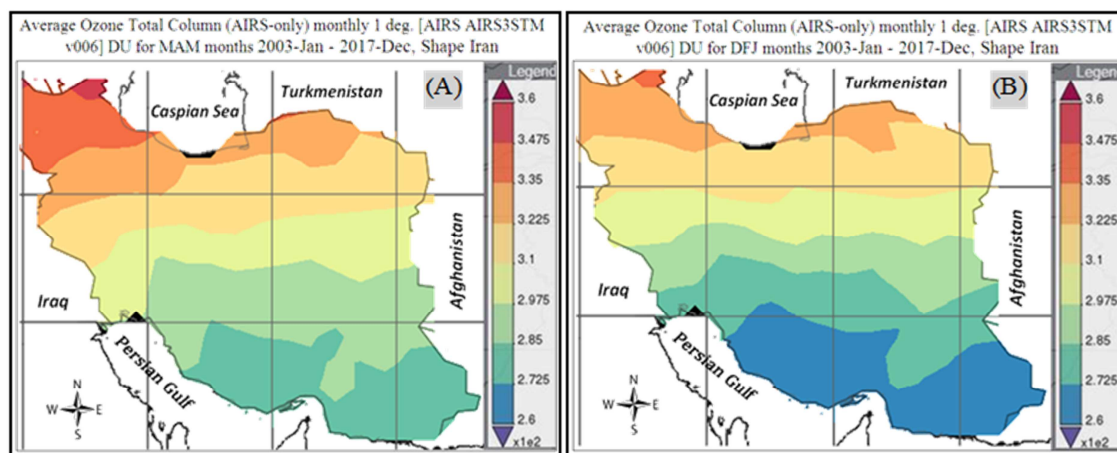 Average Ozone Total Column (AIRS-only) monthly 1 deg. [AIRS AIRS3STM
v006] DU for MAM months 2003-Jan - 2017-Dec, Shape Iran
Legend
(A)
Turkmenistan
Caspian Sea
Afghanistan
Iraq
Persian Gulf
N
W E
S
3.6
3.475
3.35
3.225
3.1
2.975
2.85
2.725
2.6
x1e2
Average Ozone Total Column (AIRS-only) monthly 1 deg. [AIRS AIRS3STM
v006] DU for DFJ months 2003-Jan - 2017-Dec, Shape Iran
Legend
(B)
Turkmenistan
Caspian Sea
Afghanistan
Iraq
Persian Gulf
N
W E
S
3.6
3.475
3.35
3.225
3.1
2.975
2.85
2.725
2.6
x1e2